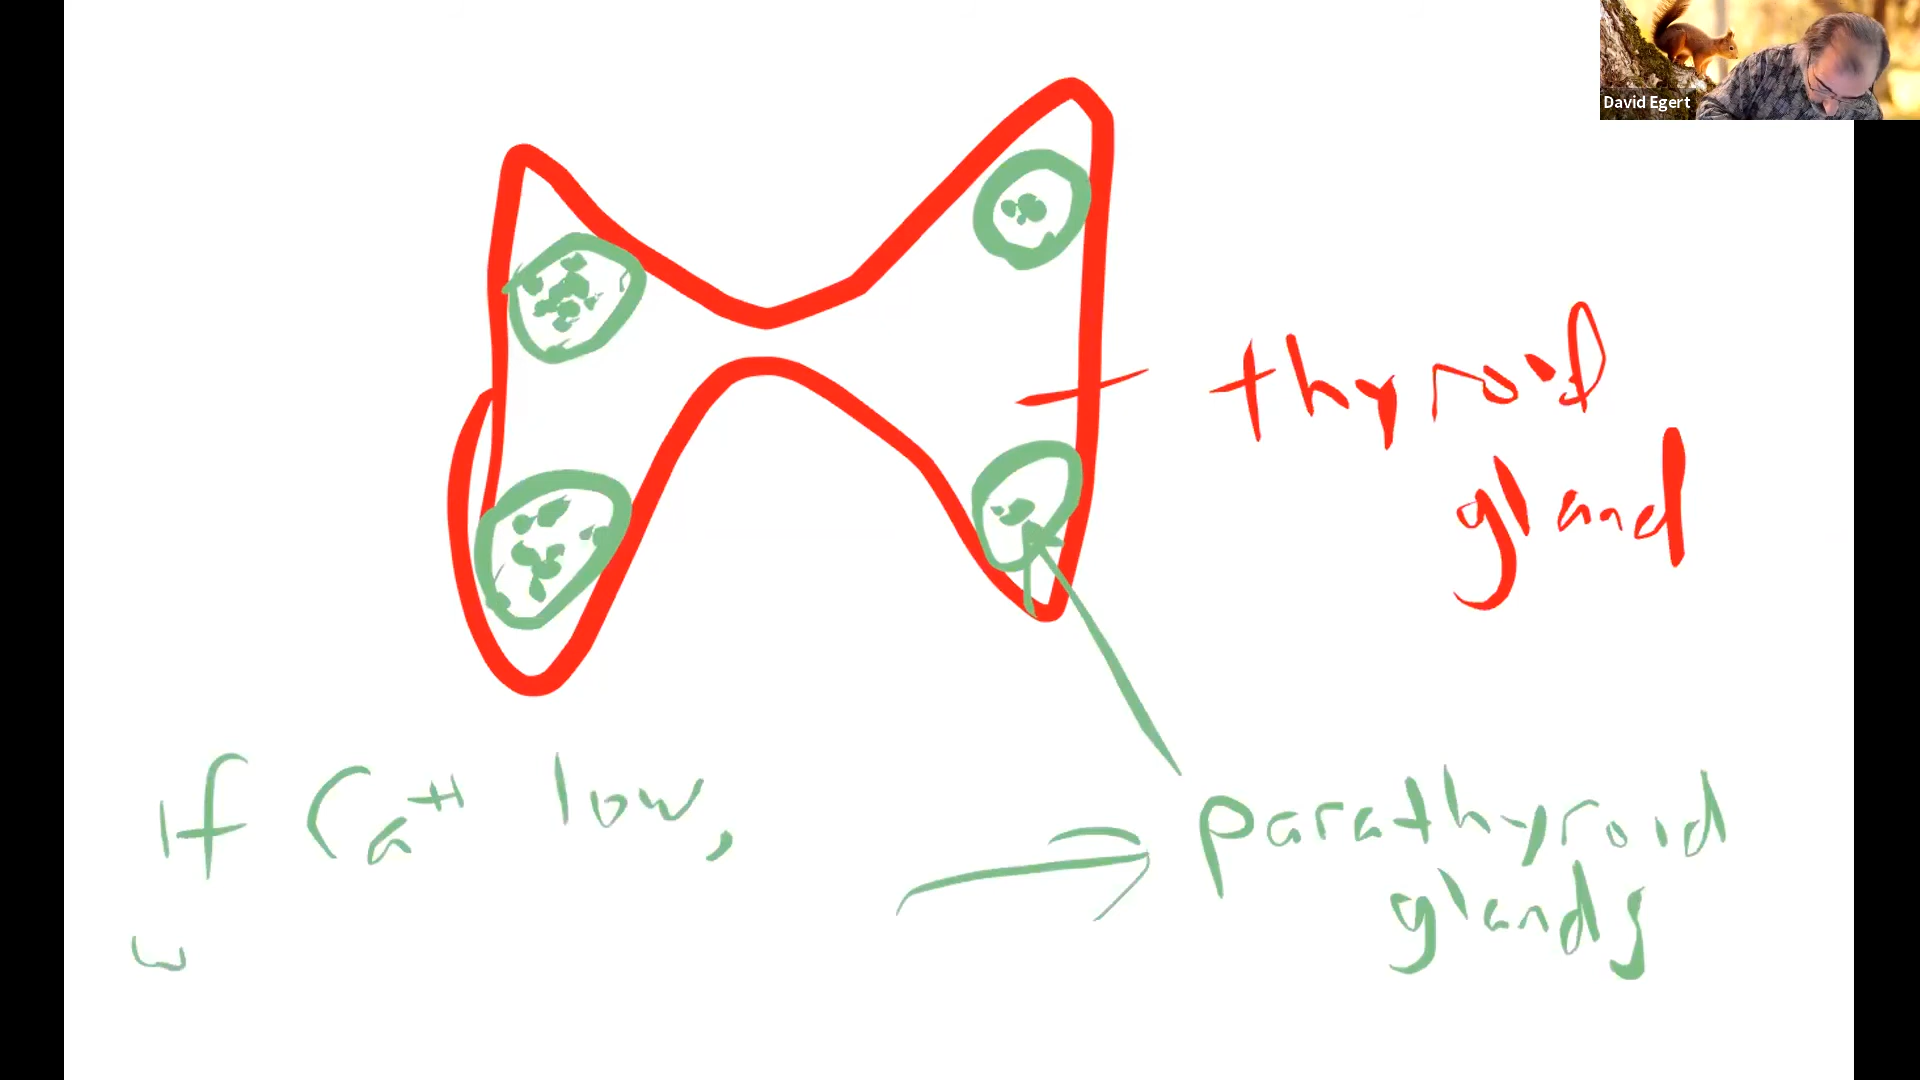 David Egert
thyroid
gland
If Ca++ low,
parathyroid
glands
w